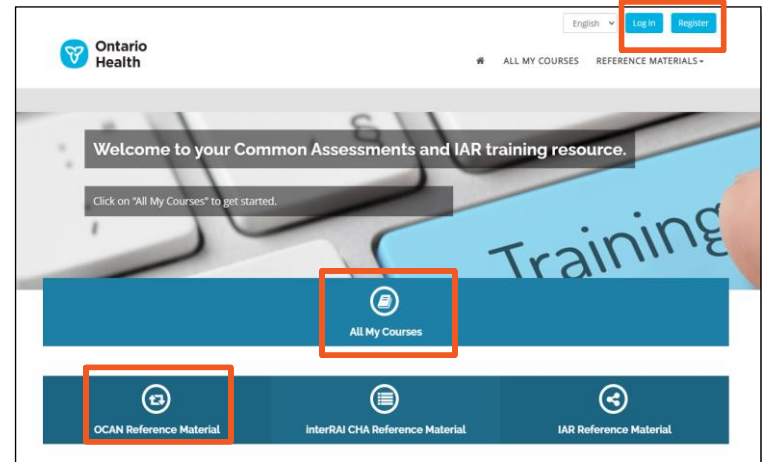 English
Log In
Register
Ontario
Health
ALL MY COURSES
REFERENCE MATERIALS
Welcome to your Common Assessments and IAR training resource.
Click on "All My Courses" to get started.
Training
All My Courses
OCAN Reference Material
interRAI CHA Reference Material
IAR Reference Material